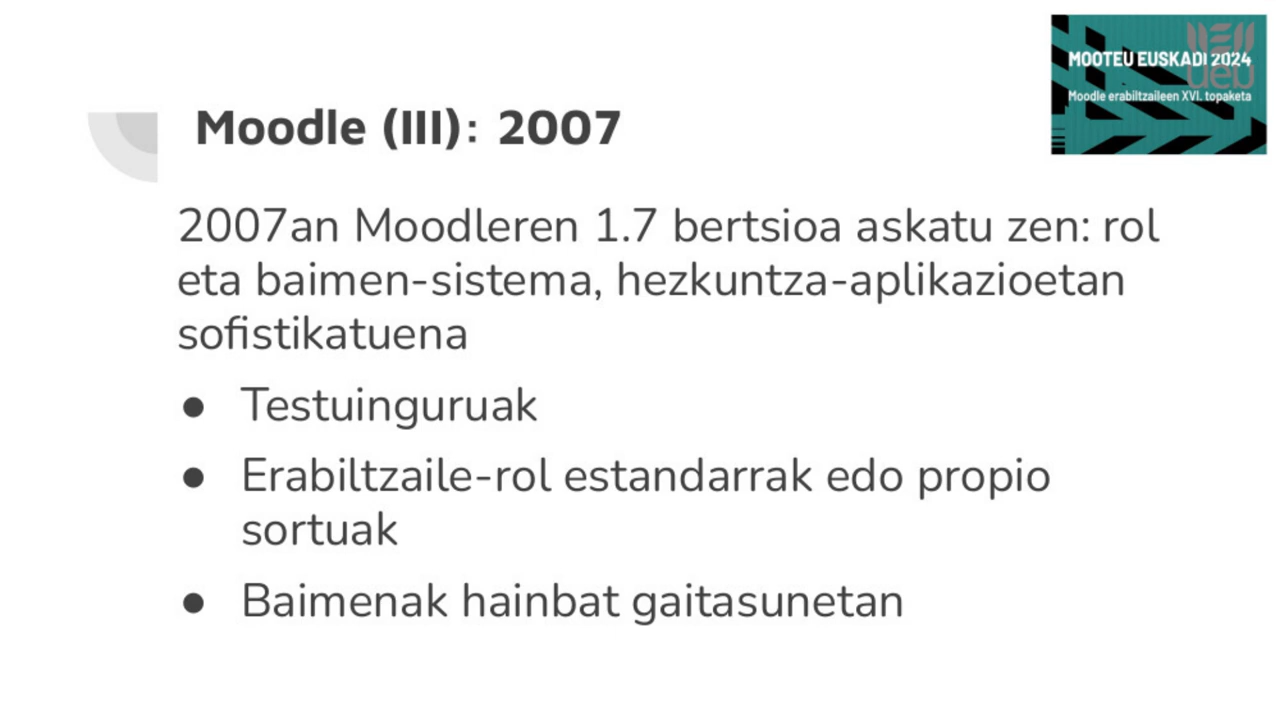 MOOTEU EUSKADI 2024
Moodle erabiltzaileen XVI. topaketa
ueu
Moodle (III): 2007
2007an Moodleren 1.7 bertsioa askatu zen: rol
eta baimen-sistema, hezkuntza-aplikazioetan
sofistikatuena
● Testuinguruak
● Erabiltzaile-rol estandarrak edo propio
sortuak
● Baimenak hainbat gaitasunetan